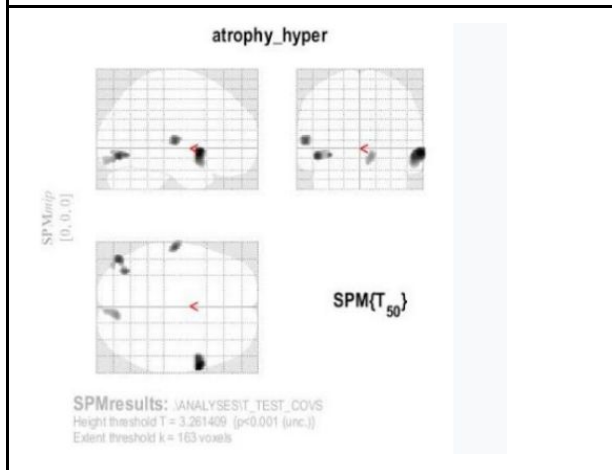 atrophy_hyper
SPMmip
[0, 0, 0]
<
<
<
SPM{T50}
SPMresults: .\ANALYSES\T_TEST_COVS
Height threshold T = 3.261409 {p<0.001 (unc.)}
Extent threshold k = 163 voxels